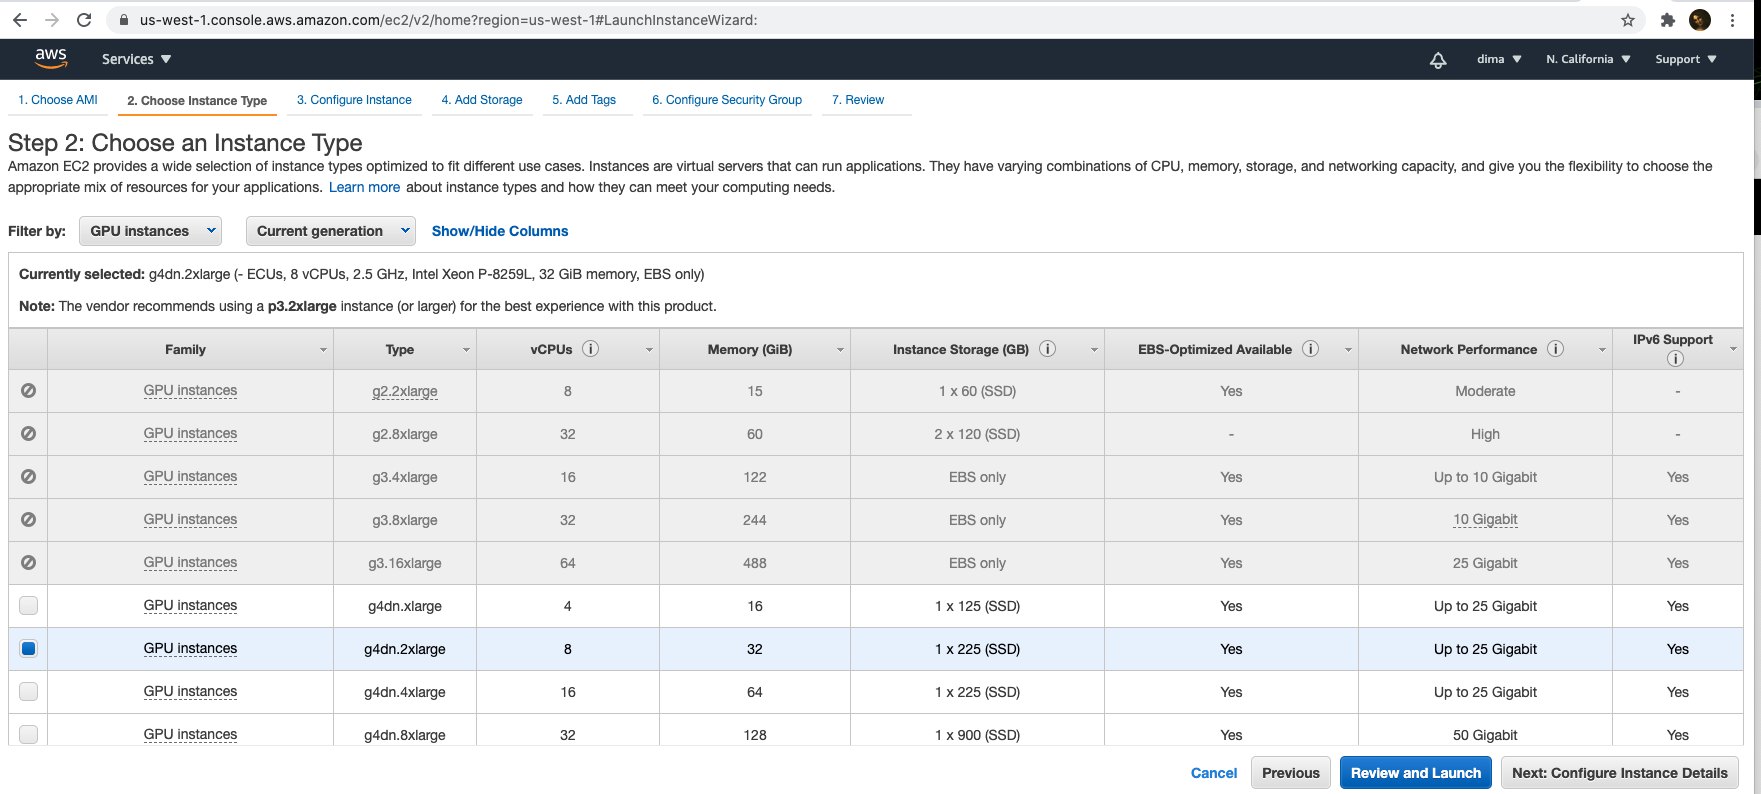 us-west-1.console.aws.amazon.com/ec2/v2/home?region=us-west-1#LaunchInstanceWizard:
aws Services dima N. California Support
1. Choose AMI 2. Choose Instance Type 3. Configure Instance 4. Add Storage 5. Add Tags 6. Configure Security Group 7. Review
Step 2: Choose an Instance Type
Amazon EC2 provides a wide selection of instance types optimized to fit different use cases. Instances are virtual servers that can run applications. They have varying combinations of CPU, memory, storage, and networking capacity, and give you the flexibility to choose the
appropriate mix of resources for your applications. Learn more about instance types and how they can meet your computing needs.
Filter by: GPU instances Current generation Show/Hide Columns
Currently selected: g4dn.2xlarge (- ECUs, 8 vCPUs, 2.5 GHz, Intel Xeon P-8259L, 32 GiB memory, EBS only)
Note: The vendor recommends using a p3.2xlarge instance (or larger) for the best experience with this product.
Family Type vCPUs i Memory (GiB) Instance Storage (GB) i EBS-Optimized Available i Network Performance i IPv6 Support i
GPU instances g2.2xlarge 8 15 1 x 60 (SSD) Yes Moderate -
GPU instances g2.8xlarge 32 60 2 x 120 (SSD) - High -
GPU instances g3.4xlarge 16 122 EBS only Yes Up to 10 Gigabit Yes
GPU instances g3.8xlarge 32 244 EBS only Yes 10 Gigabit Yes
GPU instances g3.16xlarge 64 488 EBS only Yes 25 Gigabit Yes
GPU instances g4dn.xlarge 4 16 1 x 125 (SSD) Yes Up to 25 Gigabit Yes
GPU instances g4dn.2xlarge 8 32 1 x 225 (SSD) Yes Up to 25 Gigabit Yes
GPU instances g4dn.4xlarge 16 64 1 x 225 (SSD) Yes Up to 25 Gigabit Yes
GPU instances g4dn.8xlarge 32 128 1 x 900 (SSD) Yes 50 Gigabit Yes
Cancel Previous Review and Launch Next: Configure Instance Details